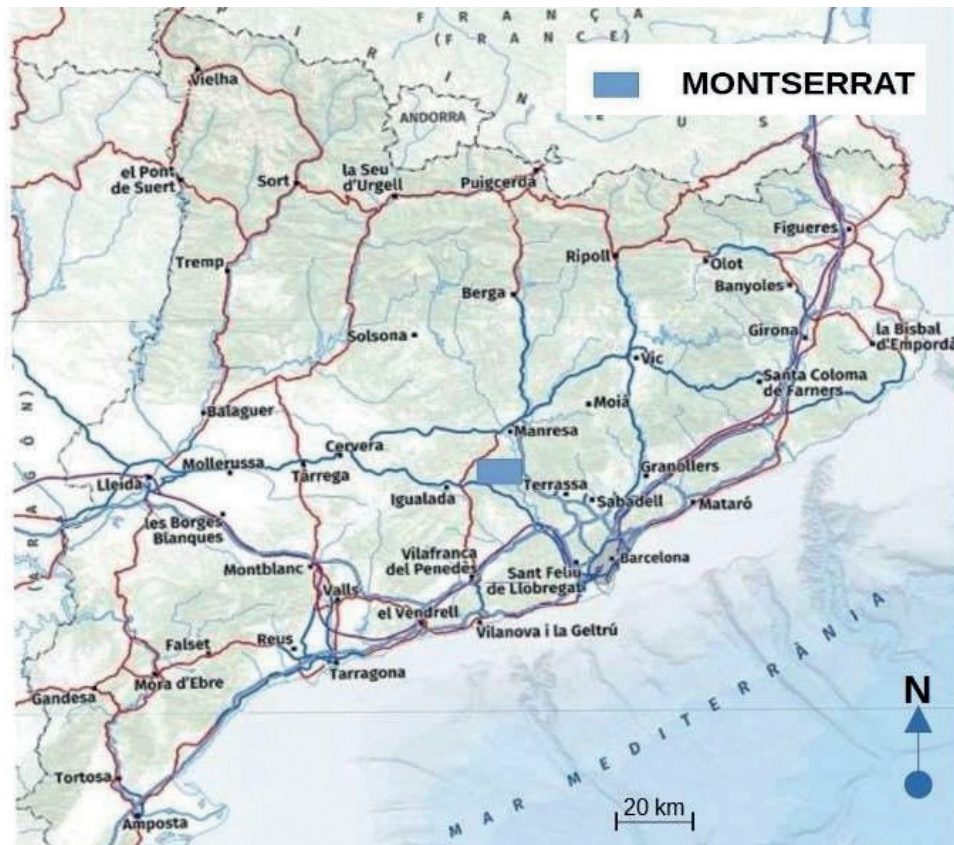 F R A N Ç A
( F R A N C E )
P I R I N E U S
MONTSERRAT
Vielha
ANDORRA
el Pont
de Suert
Sort
la Seu
d'Urgell
Puigcerdà
Figueres
Tremp
Ripoll
Olot
Banyoles
Berga
Solsona
Girona
la Bisbal
d'Empordà
Vic
Santa Coloma
de Farners
Moià
Balaguer
Manresa
Cervera
Mollerussa
Tàrrega
Granollers
Lleida
Igualada
Terrassa
Sabadell
Mataró
les Borges
Blanques
Vilafranca
del Penedès
Montblanc
Barcelona
Sant Feliu
de Llobregat
Valls
el Vendrell
Vilanova i la Geltrú
Reus
Falset
Tarragona
Móra d'Ebre
Gandesa
Tortosa
Amposta
( A R A G Ó N )
M A R M E D I T E R R À N I A
N
20 km